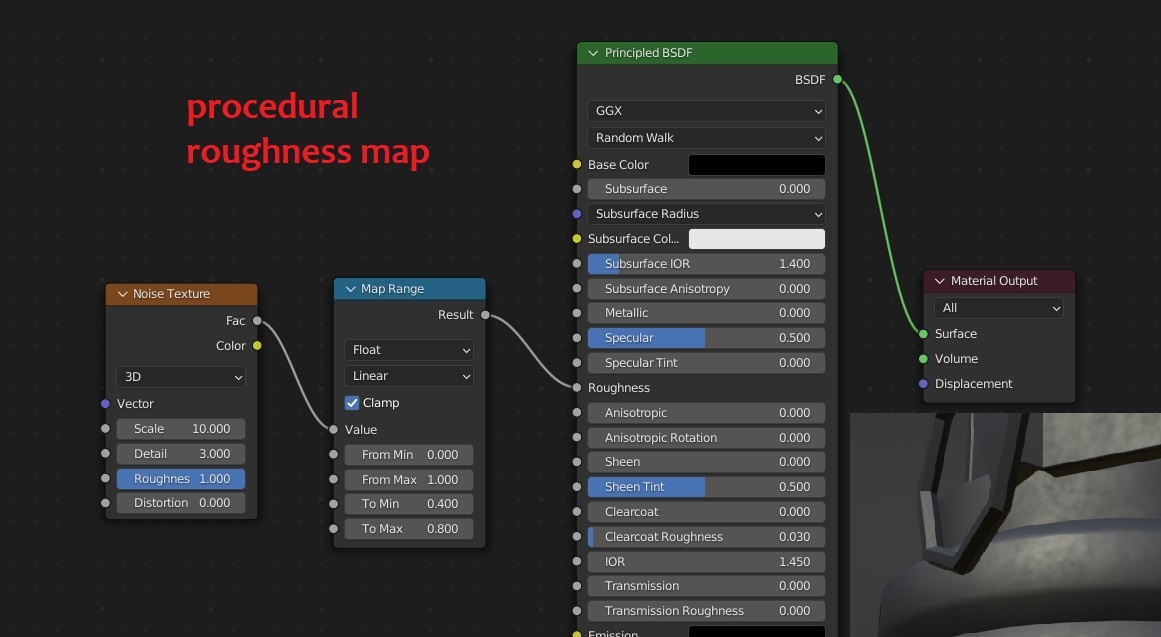 procedural
roughness map
Noise Texture
Fac
Color
3D
Vector
Scale 10.000
Detail 3.000
Roughnes 1.000
Distortion 0.000
Map Range
Result
Float
Linear
Clamp
Value
From Min 0.000
From Max 1.000
To Min 0.400
To Max 0.800
Principled BSDF
BSDF
GGX
Random Walk
Base Color
Subsurface 0.000
Subsurface Radius
Subsurface Col...
Subsurface IOR 1.400
Subsurface Anisotropy 0.000
Metallic 0.000
Specular 0.500
Specular Tint 0.000
Roughness
Anisotropic 0.000
Anisotropic Rotation 0.000
Sheen 0.000
Sheen Tint 0.500
Clearcoat 0.000
Clearcoat Roughness 0.030
IOR 1.450
Transmission 0.000
Transmission Roughness 0.000
Emission
Material Output
All
Surface
Volume
Displacement